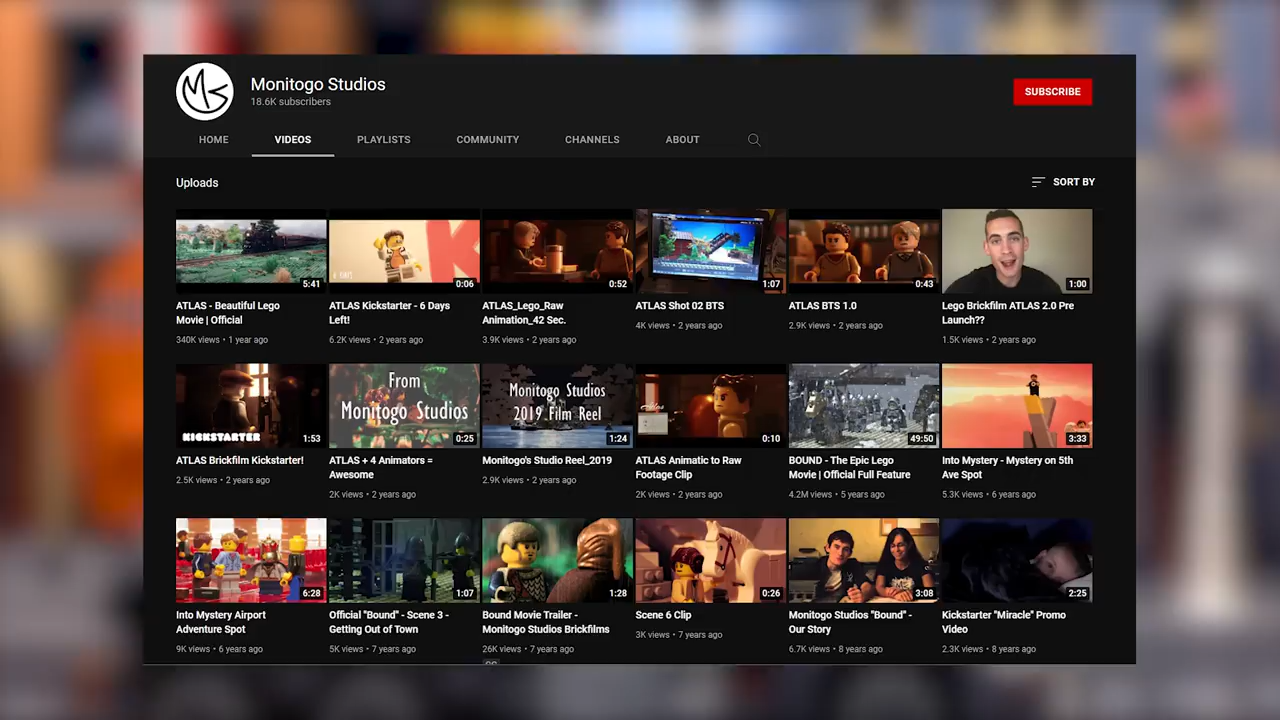 Monitogo Studios
18.6K subscribers
SUBSCRIBE
HOME VIDEOS PLAYLISTS COMMUNITY CHANNELS ABOUT
Uploads
SORT BY
5:41
6 DAYS
0:06
0:52
1:07
0:43
1:00
ATLAS - Beautiful Lego
Movie | Official
340K views • 1 year ago
ATLAS Kickstarter - 6 Days
Left!
6.2K views • 2 years ago
ATLAS_Lego_Raw
Animation_42 Sec.
3.9K views • 2 years ago
ATLAS Shot 02 BTS
4K views • 2 years ago
ATLAS BTS 1.0
2.9K views • 2 years ago
Lego Brickfilm ATLAS 2.0 Pre
Launch??
1.5K views • 2 years ago
KICKSTARTER
1:53
From
Monitogo Studios
0:25
Monitogo Studios
2019 Film Reel
1:24
0:10
49:50
3:33
ATLAS Brickfilm Kickstarter!
2.5K views • 2 years ago
ATLAS + 4 Animators =
Awesome
2K views • 2 years ago
Monitogo's Studio Reel_2019
2.9K views • 2 years ago
ATLAS Animatic to Raw
Footage Clip
2K views • 2 years ago
BOUND - The Epic Lego
Movie | Official Full Feature
4.2M views • 5 years ago
Into Mystery - Mystery on 5th
Ave Spot
5.3K views • 6 years ago
6:28
1:07
1:28
0:26
3:08
2:25
Into Mystery Airport
Adventure Spot
9K views • 6 years ago
Official "Bound" - Scene 3 -
Getting Out of Town
5K views • 7 years ago
Bound Movie Trailer -
Monitogo Studios Brickfilms
26K views • 7 years ago
Scene 6 Clip
3K views • 7 years ago
Monitogo Studios "Bound" -
Our Story
6.7K views • 8 years ago
Kickstarter "Miracle" Promo
Video
2.3K views • 8 years ago